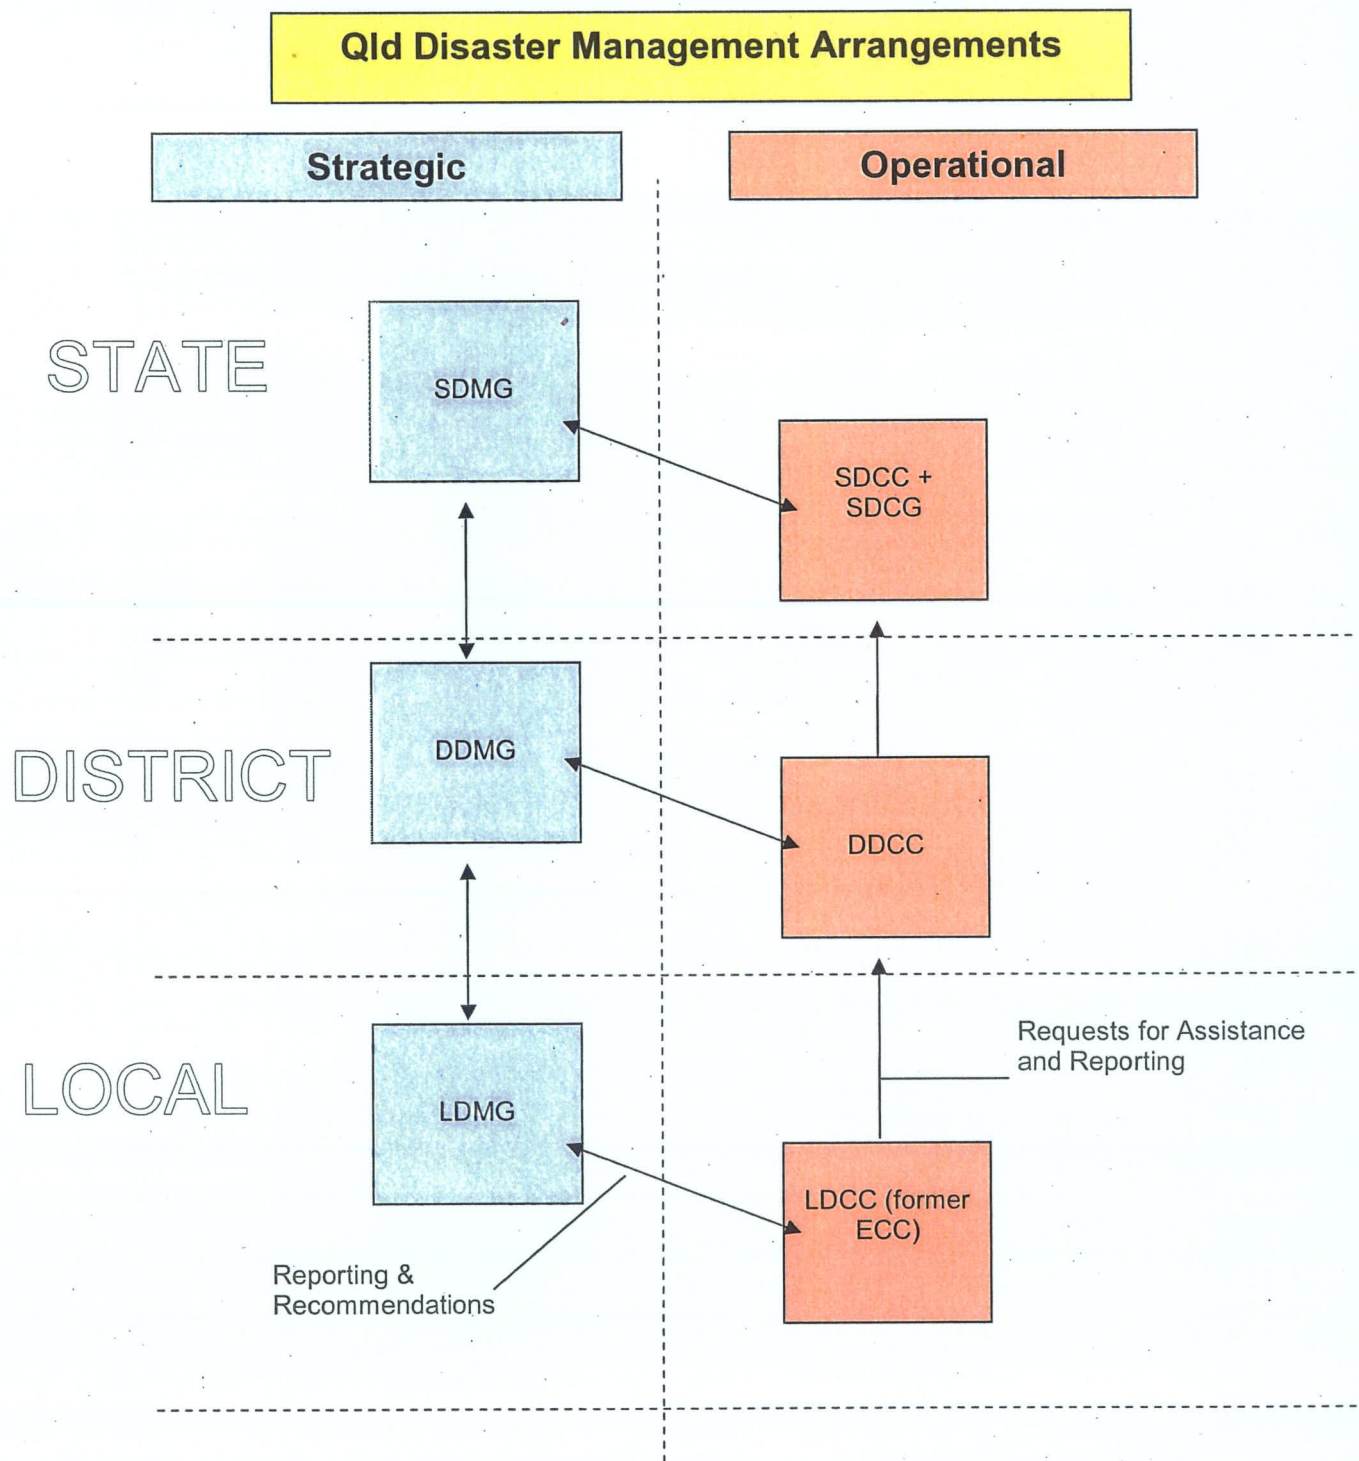 Qld Disaster Management Arrangements
Strategic
Operational
STATE
SDMG
SDCC +
SDCG
DISTRICT
DDMG
DDCC
LOCAL
LDMG
Requests for Assistance
and Reporting
LDCC (former
ECC)
Reporting &
Recommendations